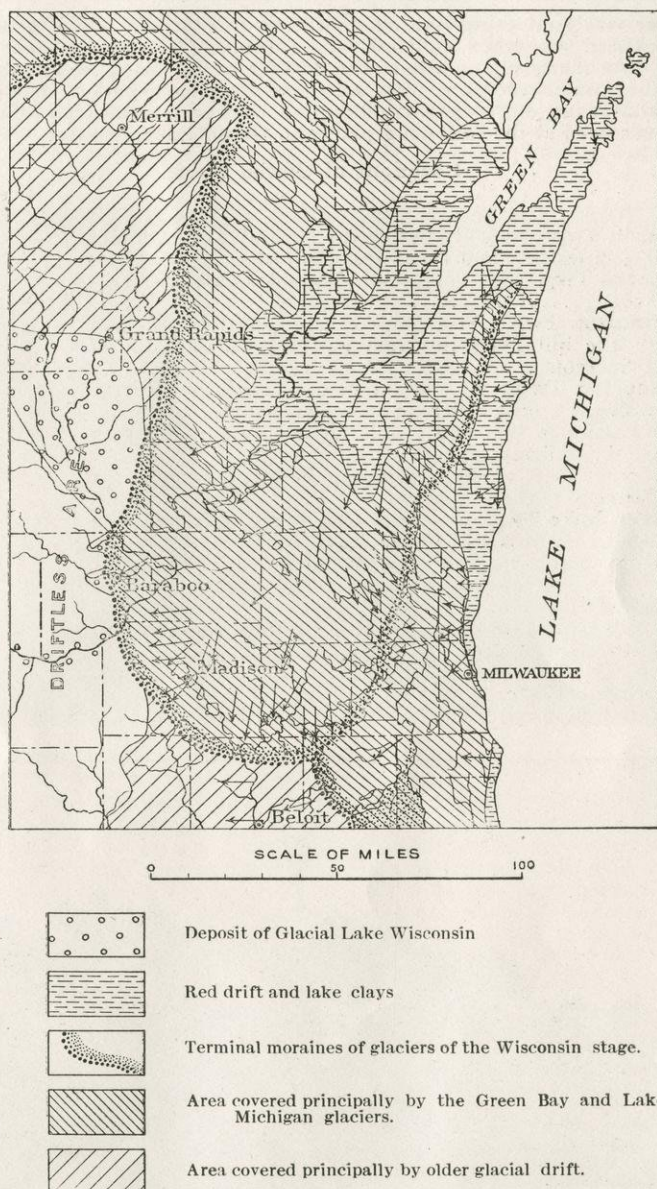 Merrill
GREEN BAY
Grand Rapids
LAKE MICHIGAN
DRIFTLESS AREA
Baraboo
Madison
MILWAUKEE
Beloit
SCALE OF MILES
0 50 100
Deposit of Glacial Lake Wisconsin
Red drift and lake clays
Terminal moraines of glaciers of the Wisconsin stage.
Area covered principally by the Green Bay and Lak
Michigan glaciers.
Area covered principally by older glacial drift.